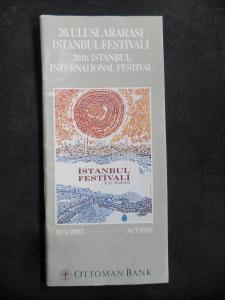 20. ULUSLARARASI
İSTANBUL FESTİVALİ
20th ISTANBUL
INTERNATIONAL FESTIVAL
İSTANBUL
FESTİVALİ
18/6/1992 31/7/1992
OTTOMAN BANK